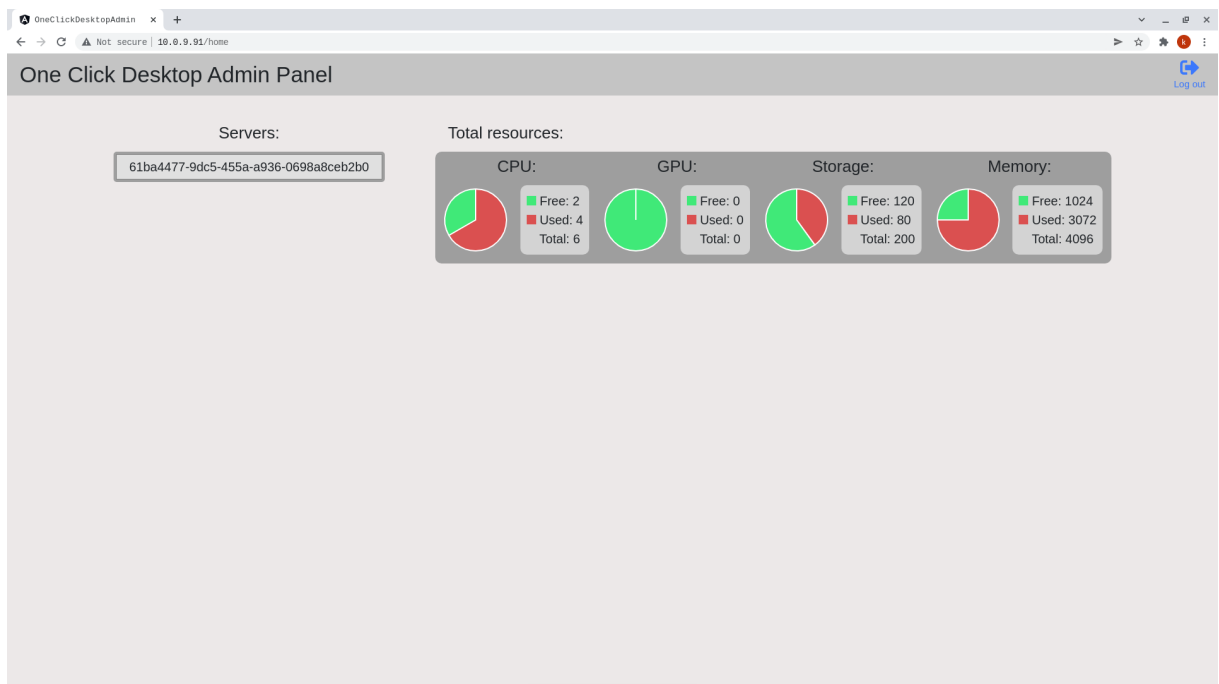 OneClickDesktopAdmin
Not secure | 10.0.9.91/home
k
One Click Desktop Admin Panel
Log out
Servers:
61ba4477-9dc5-455a-a936-0698a8ceb2b0
Total resources:
CPU:
Free: 2
Used: 4
Total: 6
GPU:
Free: 0
Used: 0
Total: 0
Storage:
Free: 120
Used: 80
Total: 200
Memory:
Free: 1024
Used: 3072
Total: 4096